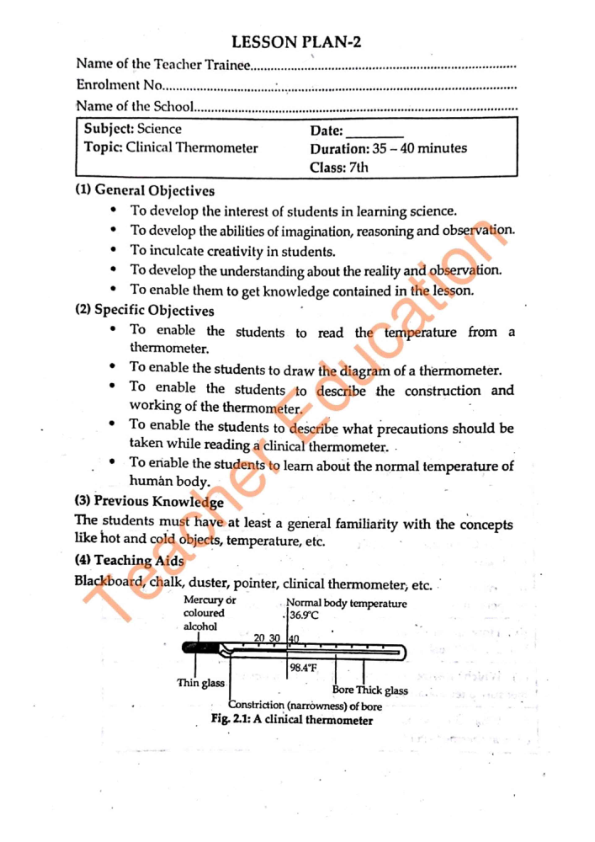 LESSON PLAN-2
Name of the Teacher Trainee......................................................................
Enrolment No...........................................................................................
Name of the School..................................................................................
Subject: Science
Date: ________
Topic: Clinical Thermometer
Duration: 35 – 40 minutes
Class: 7th
(1) General Objectives
• To develop the interest of students in learning science.
• To develop the abilities of imagination, reasoning and observation.
• To inculcate creativity in students.
• To develop the understanding about the reality and observation.
• To enable them to get knowledge contained in the lesson.
(2) Specific Objectives
• To enable the students to read the temperature from a
thermometer.
• To enable the students to draw the diagram of a thermometer.
• To enable the students to describe the construction and
working of the thermometer.
• To enable the students to describe what precautions should be
taken while reading a clinical thermometer.
• To enable the students to learn about the normal temperature of
human body.
(3) Previous Knowledge
The students must have at least a general familiarity with the concepts
like hot and cold objects, temperature, etc.
(4) Teaching Aids
Blackboard, chalk, duster, pointer, clinical thermometer, etc.
Mercury or
coloured
alcohol
Normal body temperature
36.9°C
20 30 40
98.4°F
Thin glass
Bore Thick glass
Constriction (narrowness) of bore
Fig. 2.1: A clinical thermometer
Teacher Education